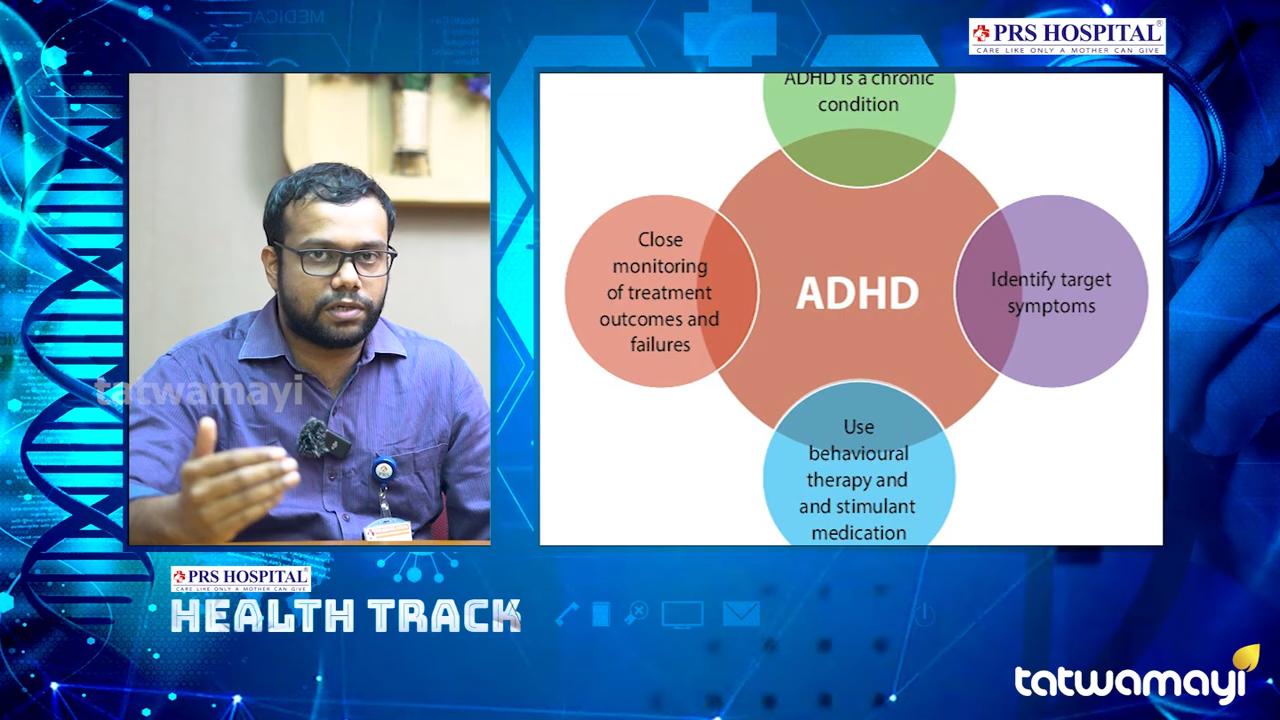 MEDICAL
PRS HOSPITAL®
CARE LIKE ONLY A MOTHER CAN GIVE
ADHD is a chronic
condition
Close
monitoring
of treatment
outcomes and
failures
ADHD
Identify target
symptoms
Use
behavioural
therapy and
and stimulant
medication
tatwamayi
PRS HOSPITAL®
CARE LIKE ONLY A MOTHER CAN GIVE
HEALTH TRACK
tatwamayi